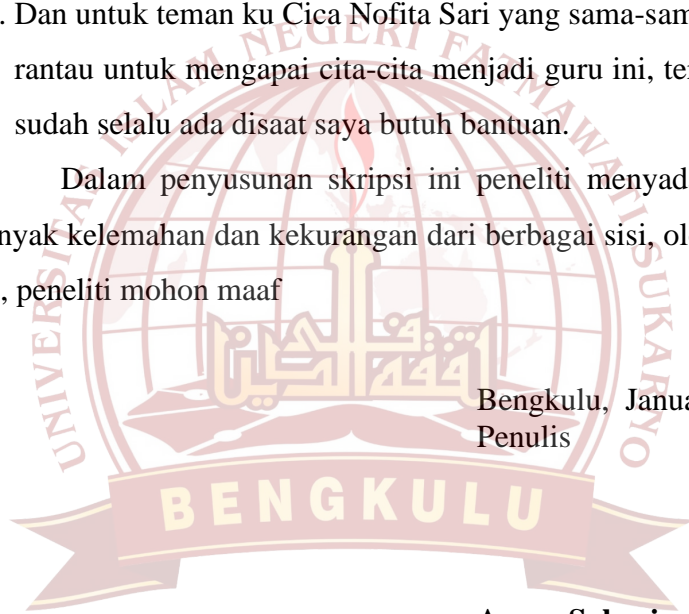 . Dan untuk teman ku Cica Nofita Sari yang sama-sam
rantau untuk mengapai cita-cita menjadi guru ini, ter
sudah selalu ada disaat saya butuh bantuan.
Dalam penyusunan skripsi ini peneliti menyad
nyak kelemahan dan kekurangan dari berbagai sisi, ol
, peneliti mohon maaf
Bengkulu, Janua
Penulis
UNIVERSITAS ISLAM NEGERI FATMAWATI SUKARNO
BENGKULU